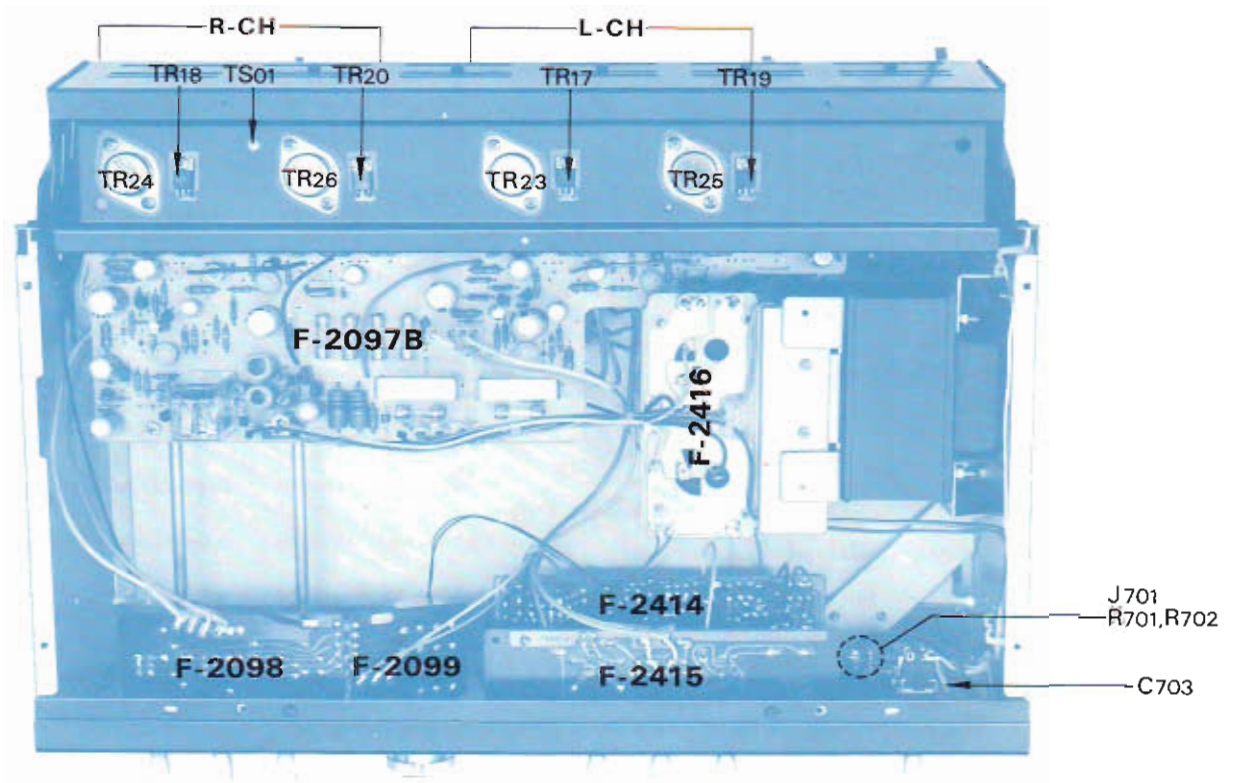 R-CH L-CH
TR18 TS01 TR20 TR17 TR19
TR24 TR26 TR23 TR25
F-2097B
F-2416
F-2414
J701
R701,R702
F-2098 F-2099 F-2415
C703